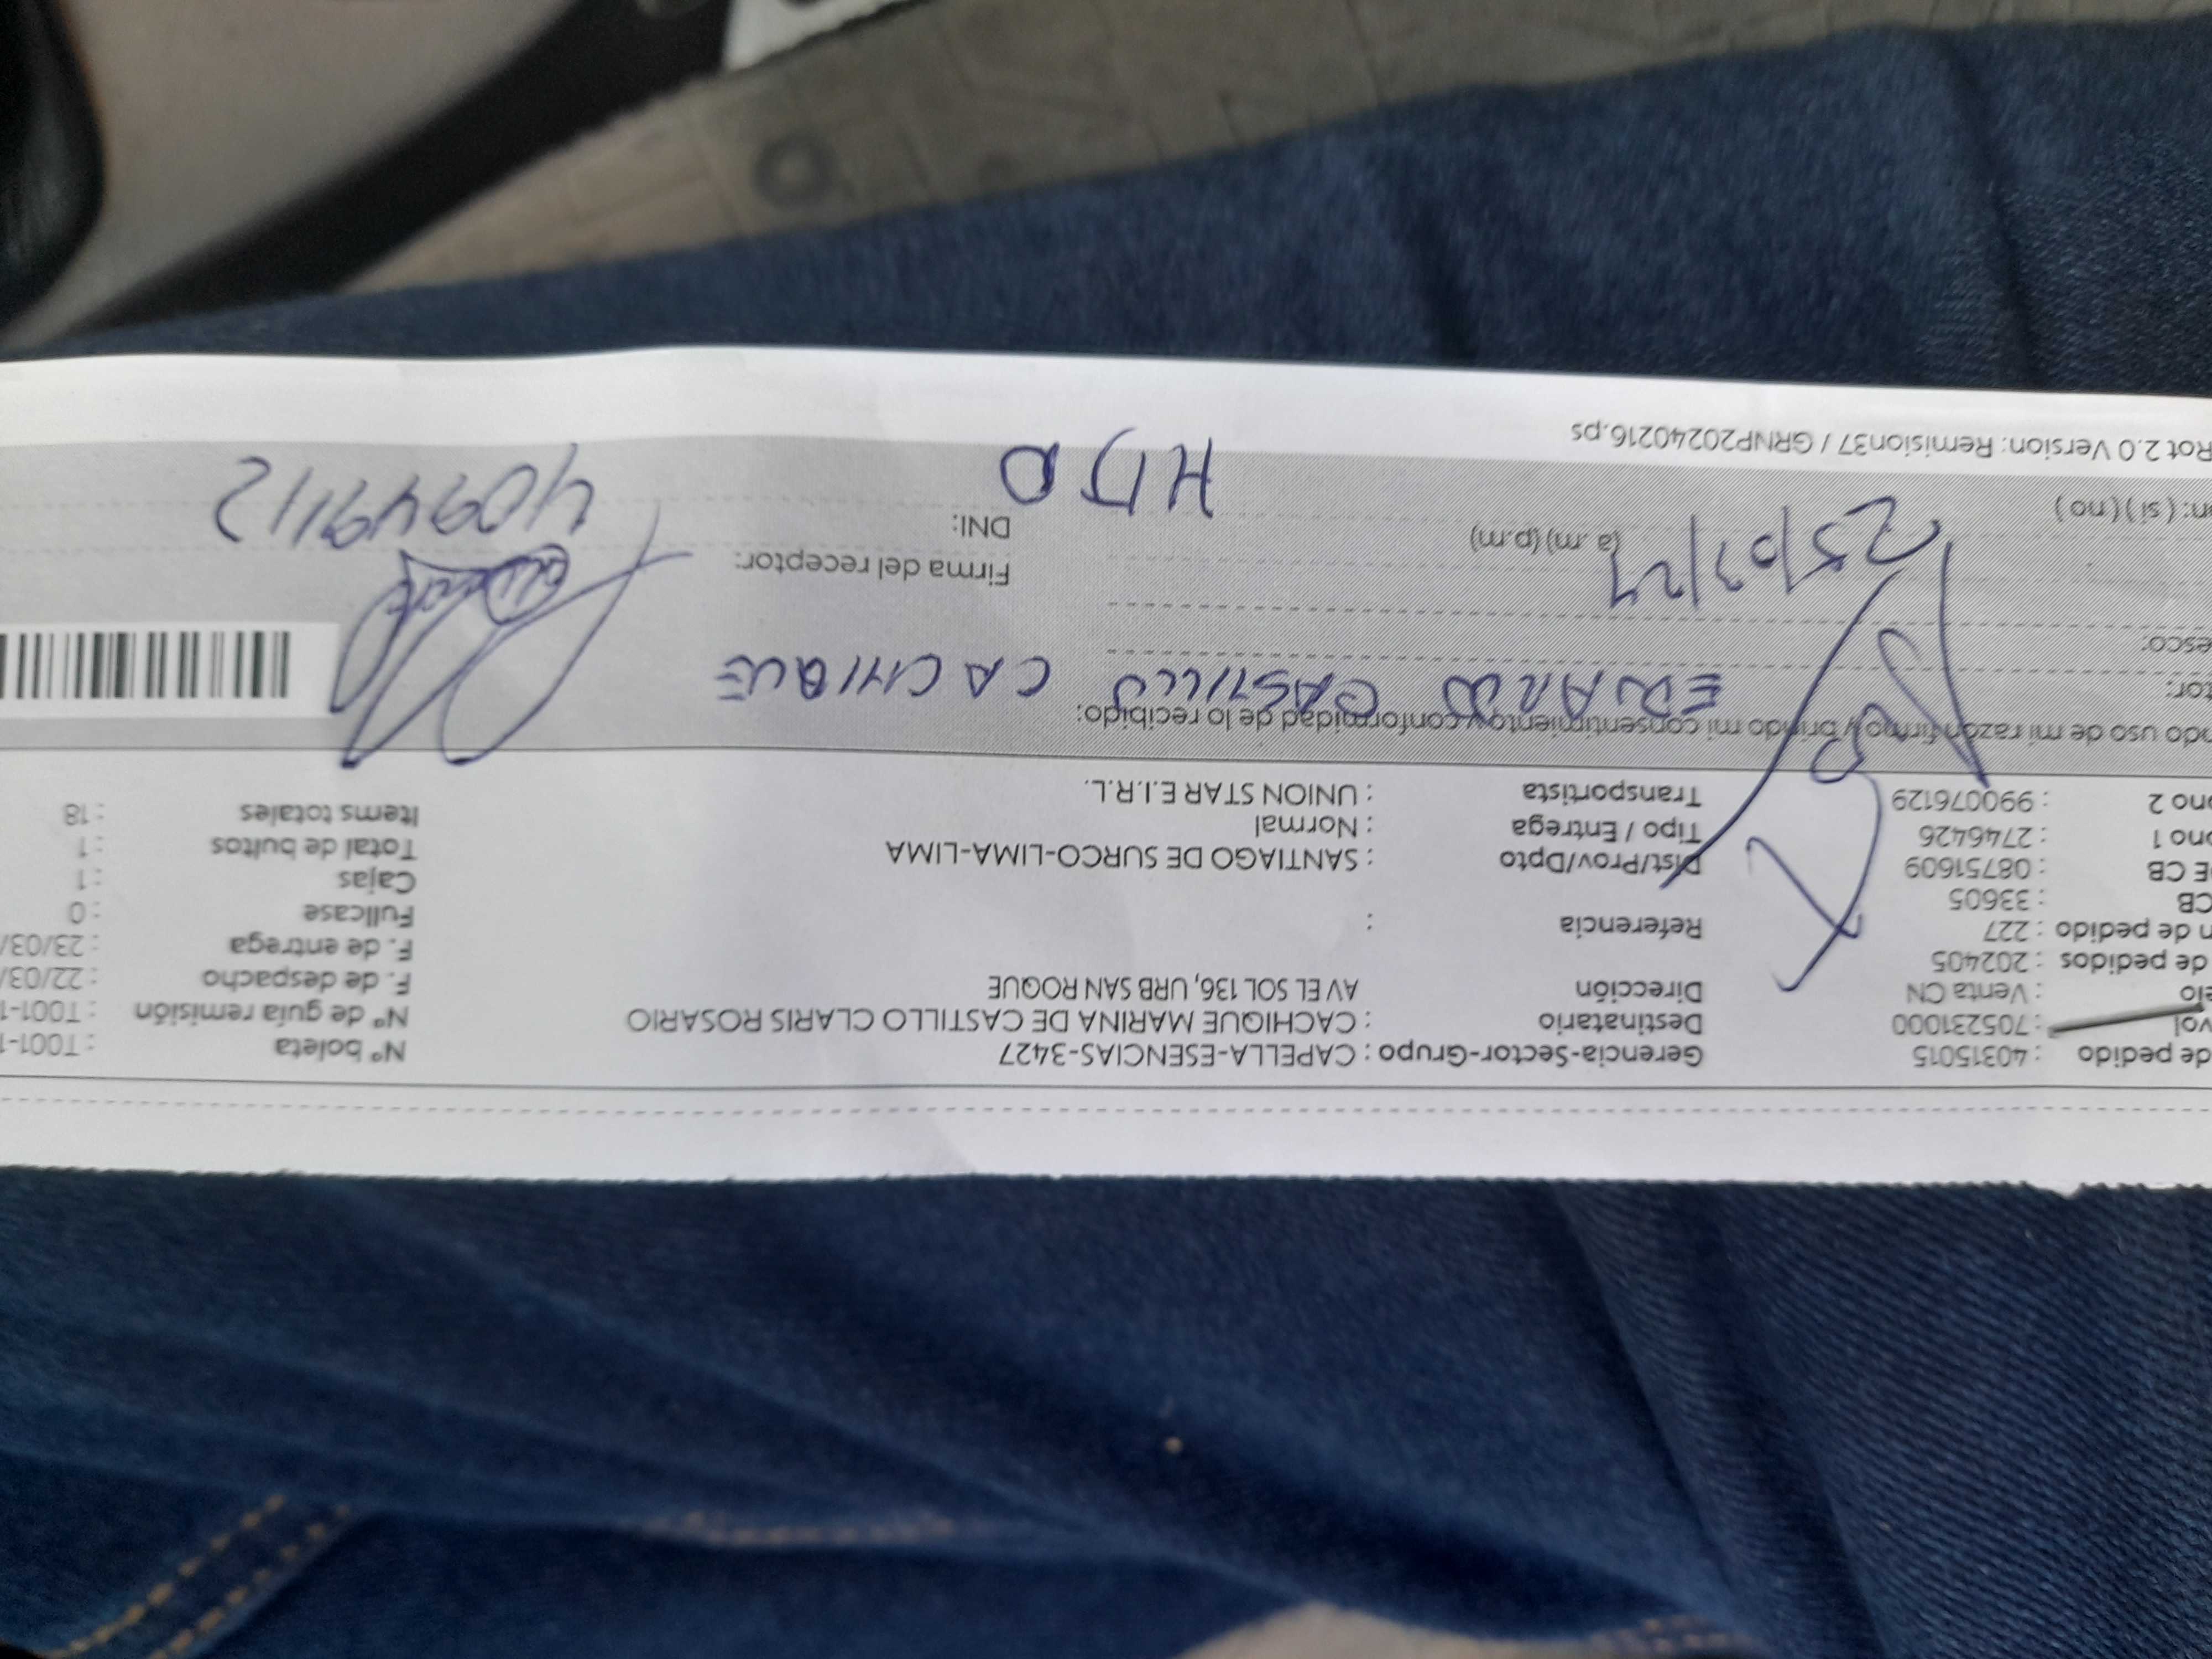 de pedido : 40315015 Gerencia-Sector-Grupo : CAPELLA-ESENCIAS-3427 N° boleta : T001-1
vol : 705231000 Destinatario : CACHIQUE MARINA DE CASTILLO CLARIS ROSARIO N° de guía remisión : T001-1
elo : Venta CN Dirección AV EL SOL 136, URB SAN ROQUE F. de despacho : 22/03/
de pedidos : 202405 F. de entrega : 23/03/
n de pedido : 227 Referencia : Fullcase : 0
CB : 33605 Cajas : 1
E CB : 08751609 Dist/Prov/Dpto : SANTIAGO DE SURCO-LIMA-LIMA Total de bultos : 1
ono 1 : 2746426 Tipo / Entrega : Normal Items totales : 18
ono 2 : 990076129 Transportista : UNION STAR E.I.R.L.
ndo uso de mi razón firmo y brindo mi consentimiento y conformidad de lo recibido:
tor: EDUARDO CASTILLO CACHIQUE
esco:
25/03/24 (a.m)(p.m) Firma del receptor:
n: (si)(no) HIJO DNI: 40949112
Rot 2.0 Version: Remision37 / GRNP20240216.ps